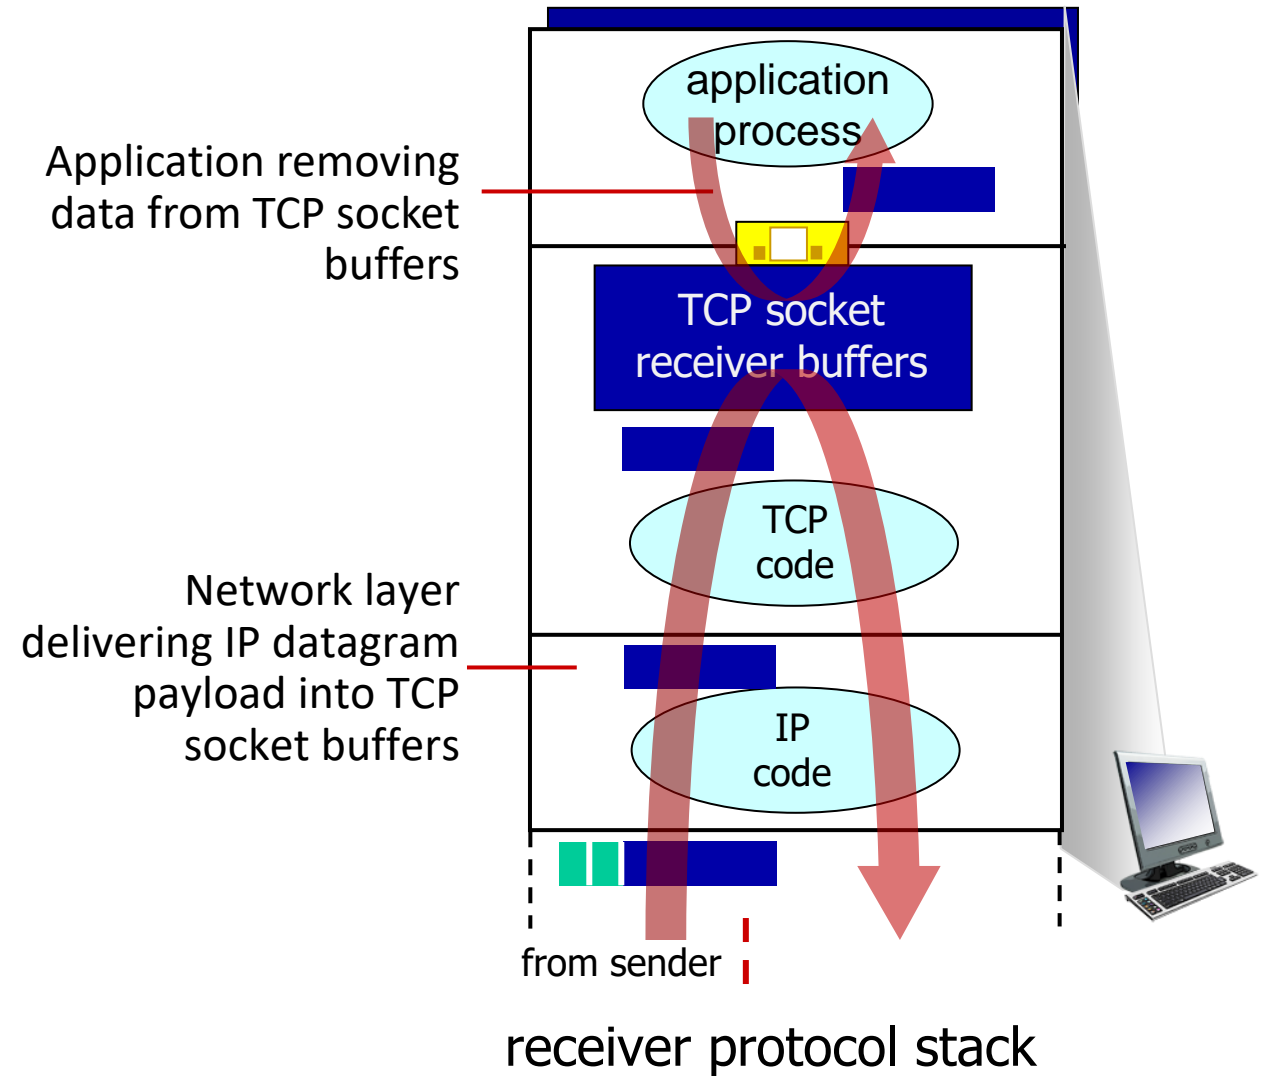 application
process
Application removing
data from TCP socket
buffers
TCP socket
receiver buffers
TCP
code
Network layer
delivering IP datagram
payload into TCP
socket buffers
IP
code
from sender
receiver protocol stack